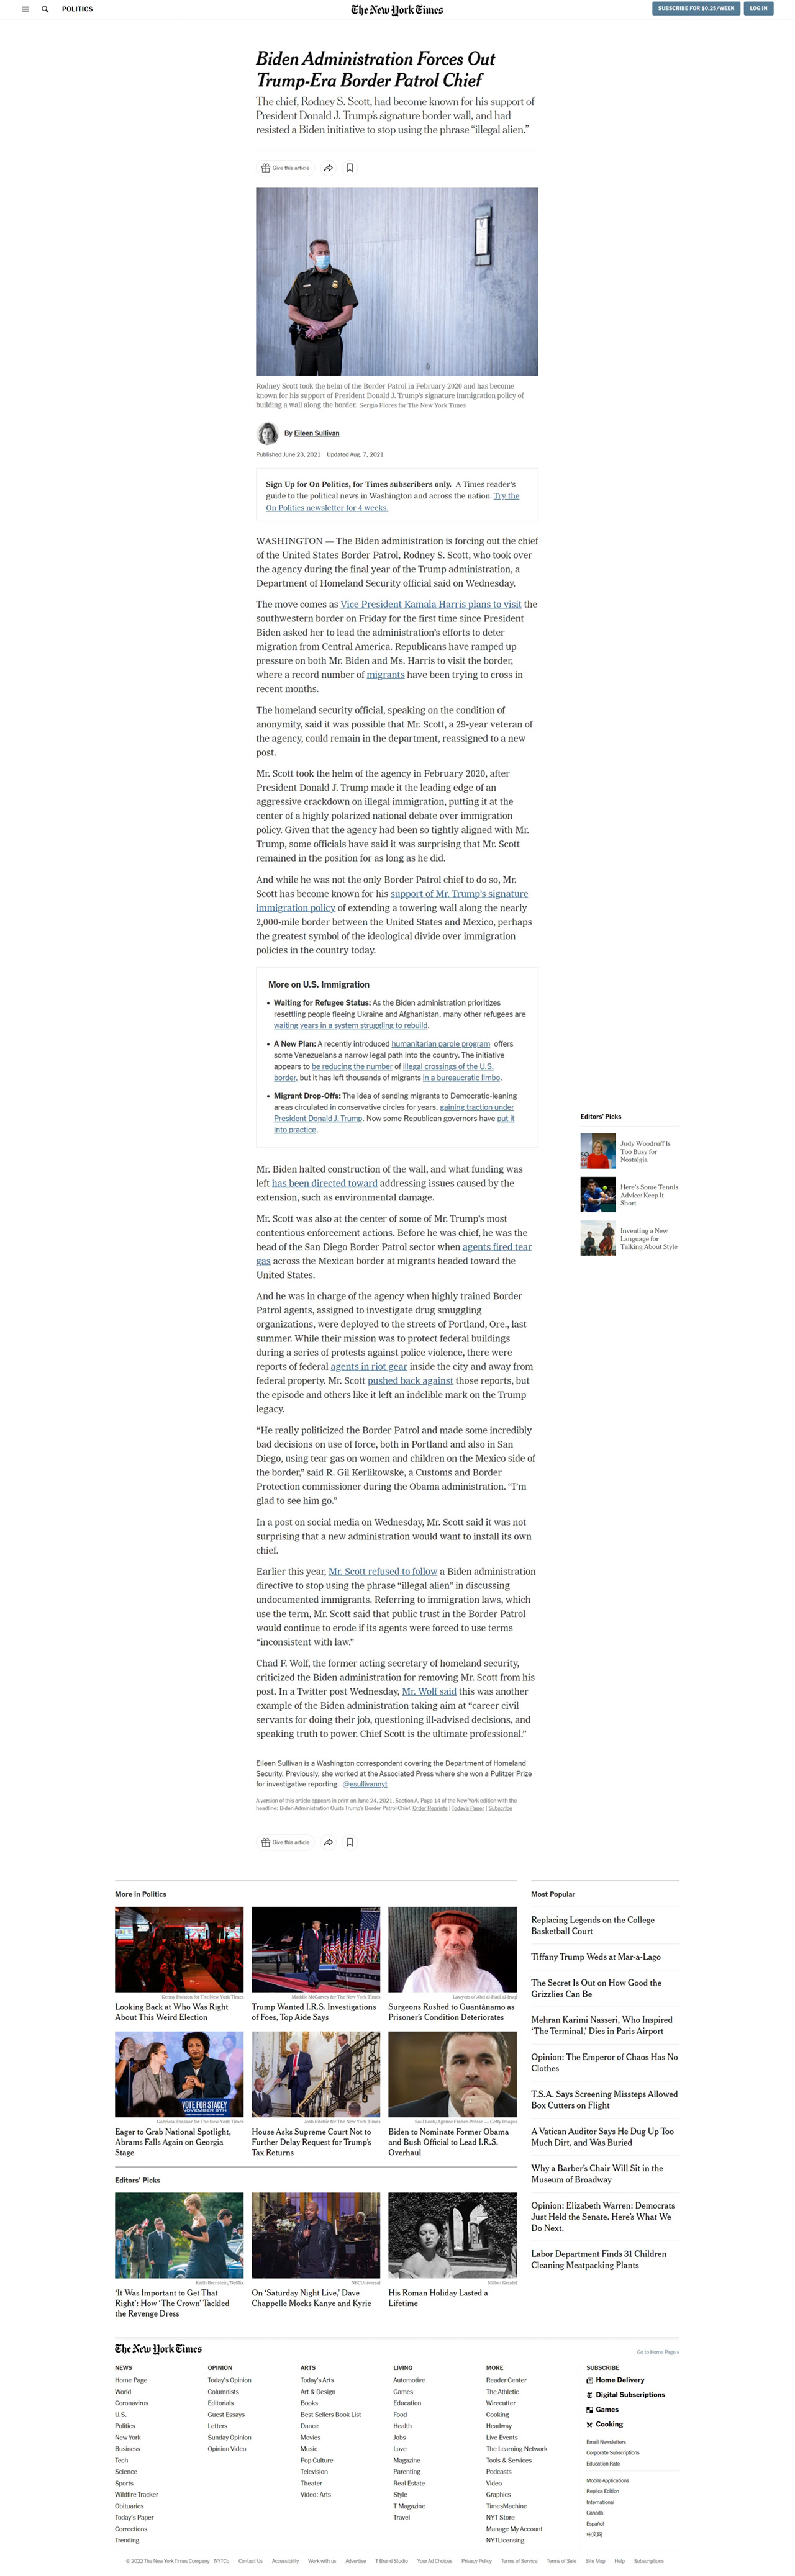 POLITICS
The New York Times
SUBSCRIBE FOR $0.25/WEEK
LOG IN
Biden Administration Forces Out
Trump-Era Border Patrol Chief
The chief, Rodney S. Scott, had become known for his support of
President Donald J. Trump's signature border wall, and had
resisted a Biden initiative to stop using the phrase "illegal alien."
Give this article
Rodney Scott took the helm of the Border Patrol in February 2020 and has become
known for his support of President Donald J. Trump's signature immigration policy of
building a wall along the border. Sergio Flores for The New York Times
By Eileen Sullivan
Published June 23, 2021 Updated Aug. 7, 2021
Sign Up for On Politics, for Times subscribers only. A Times reader's
guide to the political news in Washington and across the nation. Try the
On Politics newsletter for 4 weeks.
WASHINGTON — The Biden administration is forcing out the chief
of the United States Border Patrol, Rodney S. Scott, who took over
the agency during the final year of the Trump administration, a
Department of Homeland Security official said on Wednesday.
The move comes as Vice President Kamala Harris plans to visit the
southwestern border on Friday for the first time since President
Biden asked her to lead the administration's efforts to deter
migration from Central America. Republicans have ramped up
pressure on both Mr. Biden and Ms. Harris to visit the border,
where a record number of migrants have been trying to cross in
recent months.
The homeland security official, speaking on the condition of
anonymity, said it was possible that Mr. Scott, a 29-year veteran of
the agency, could remain in the department, reassigned to a new
post.
Mr. Scott took the helm of the agency in February 2020, after
President Donald J. Trump made it the leading edge of an
aggressive crackdown on illegal immigration, putting it at the
center of a highly polarized national debate over immigration
policy. Given that the agency had been so tightly aligned with Mr.
Trump, some officials have said it was surprising that Mr. Scott
remained in the position for as long as he did.
And while he was not the only Border Patrol chief to do so, Mr.
Scott has become known for his support of Mr. Trump's signature
immigration policy of extending a towering wall along the nearly
2,000-mile border between the United States and Mexico, perhaps
the greatest symbol of the ideological divide over immigration
policies in the country today.
More on U.S. Immigration
• Waiting for Refugee Status: As the Biden administration prioritizes
resettling people fleeing Ukraine and Afghanistan, many other refugees are
waiting years in a system struggling to rebuild.
• A New Plan: A recently introduced humanitarian parole program offers
some Venezuelans a narrow legal path into the country. The initiative
appears to be reducing the number of illegal crossings of the U.S.
border, but it has left thousands of migrants in a bureaucratic limbo.
• Migrant Drop-Offs: The idea of sending migrants to Democratic-leaning
areas circulated in conservative circles for years, gaining traction under
President Donald J. Trump. Now some Republican governors have put it
into practice.
Editors' Picks
Judy Woodruff Is
Too Busy for
Nostalgia
Here's Some Tennis
Advice: Keep It
Short
Inventing a New
Language for
Talking About Style
Mr. Biden halted construction of the wall, and what funding was
left has been directed toward addressing issues caused by the
extension, such as environmental damage.
Mr. Scott was also at the center of some of Mr. Trump's most
contentious enforcement actions. Before he was chief, he was the
head of the San Diego Border Patrol sector when agents fired tear
gas across the Mexican border at migrants headed toward the
United States.
And he was in charge of the agency when highly trained Border
Patrol agents, assigned to investigate drug smuggling
organizations, were deployed to the streets of Portland, Ore., last
summer. While their mission was to protect federal buildings
during a series of protests against police violence, there were
reports of federal agents in riot gear inside the city and away from
federal property. Mr. Scott pushed back against those reports, but
the episode and others like it left an indelible mark on the Trump
legacy.
"He really politicized the Border Patrol and made some incredibly
bad decisions on use of force, both in Portland and also in San
Diego, using tear gas on women and children on the Mexico side of
the border," said R. Gil Kerlikowske, a Customs and Border
Protection commissioner during the Obama administration. "I'm
glad to see him go."
In a post on social media on Wednesday, Mr. Scott said it was not
surprising that a new administration would want to install its own
chief.
Earlier this year, Mr. Scott refused to follow a Biden administration
directive to stop using the phrase "illegal alien" in discussing
undocumented immigrants. Referring to immigration laws, which
use the term, Mr. Scott said that public trust in the Border Patrol
would continue to erode if its agents were forced to use terms
"inconsistent with law."
Chad F. Wolf, the former acting secretary of homeland security,
criticized the Biden administration for removing Mr. Scott from his
post. In a Twitter post Wednesday, Mr. Wolf said this was another
example of the Biden administration taking aim at "career civil
servants for doing their job, questioning ill-advised decisions, and
speaking truth to power. Chief Scott is the ultimate professional."
Eileen Sullivan is a Washington correspondent covering the Department of Homeland
Security. Previously, she worked at the Associated Press where she won a Pulitzer Prize
for investigative reporting. @esullivannyt
A version of this article appears in print on June 24, 2021, Section A, Page 14 of the New York edition with the
headline: Biden Administration Ousts Trump's Border Patrol Chief. Order Reprints | Today's Paper | Subscribe
Give this article
More in Politics
Kenny Holston for The New York Times
Looking Back at Who Was Right
About This Weird Election
Maddie McGarvey for The New York Times
Trump Wanted I.R.S. Investigations
of Foes, Top Aide Says
Lawyers of Abd al-Hadi al-Iraqi
Surgeons Rushed to Guantánamo as
Prisoner's Condition Deteriorates
VOTE FOR STACEY
NOVEMBER 8TH
Gabriela Bhaskar for The New York Times
Eager to Grab National Spotlight,
Abrams Falls Again on Georgia
Stage
Josh Ritchie for The New York Times
House Asks Supreme Court Not to
Further Delay Request for Trump's
Tax Returns
Saul Loeb/Agence France-Presse — Getty Images
Biden to Nominate Former Obama
and Bush Official to Lead I.R.S.
Overhaul
Editors' Picks
Keith Bernstein/Netflix
'It Was Important to Get That
Right': How 'The Crown' Tackled
the Revenge Dress
NBCUniversal
On 'Saturday Night Live,' Dave
Chappelle Mocks Kanye and Kyrie
Milton Gendel
His Roman Holiday Lasted a
Lifetime
Most Popular
Replacing Legends on the College
Basketball Court
Tiffany Trump Weds at Mar-a-Lago
The Secret Is Out on How Good the
Grizzlies Can Be
Mehran Karimi Nasseri, Who Inspired
'The Terminal,' Dies in Paris Airport
Opinion: The Emperor of Chaos Has No
Clothes
T.S.A. Says Screening Missteps Allowed
Box Cutters on Flight
A Vatican Auditor Says He Dug Up Too
Much Dirt, and Was Buried
Why a Barber's Chair Will Sit in the
Museum of Broadway
Opinion: Elizabeth Warren: Democrats
Just Held the Senate. Here's What We
Do Next.
Labor Department Finds 31 Children
Cleaning Meatpacking Plants
The New York Times
Go to Home Page »
NEWS
Home Page
World
Coronavirus
U.S.
Politics
New York
Business
Tech
Science
Sports
Wildfire Tracker
Obituaries
Today's Paper
Corrections
Trending
OPINION
Today's Opinion
Columnists
Editorials
Guest Essays
Letters
Sunday Opinion
Opinion Video
ARTS
Today's Arts
Art & Design
Books
Best Sellers Book List
Dance
Movies
Music
Pop Culture
Television
Theater
Video: Arts
LIVING
Automotive
Games
Education
Food
Health
Jobs
Love
Magazine
Parenting
Real Estate
Style
T Magazine
Travel
MORE
Reader Center
The Athletic
Wirecutter
Cooking
Headway
Live Events
The Learning Network
Tools & Services
Podcasts
Video
Graphics
TimesMachine
NYT Store
Manage My Account
NYTLicensing
SUBSCRIBE
Home Delivery
Digital Subscriptions
Games
Cooking
Email Newsletters
Corporate Subscriptions
Education Rate
Mobile Applications
Replica Edition
International
Canada
Español
中文网
© 2022 The New York Times Company NYTCo Contact Us Accessibility Work with us Advertise T Brand Studio Your Ad Choices Privacy Policy Terms of Service Terms of Sale Site Map Help Subscriptions